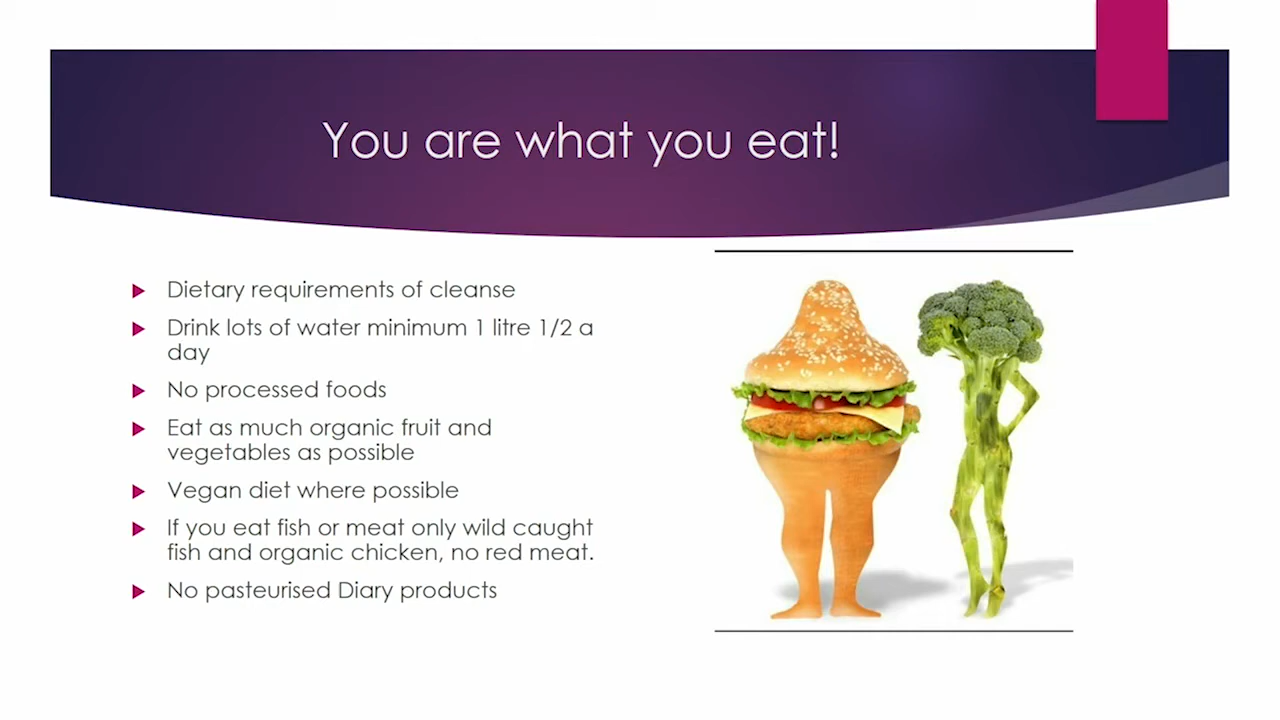 You are what you eat!
Dietary requirements of cleanse
Drink lots of water minimum 1 litre 1/2 a
day
No processed foods
Eat as much organic fruit and
vegetables as possible
Vegan diet where possible
If you eat fish or meat only wild caught
fish and organic chicken, no red meat.
No pasteurised Diary products